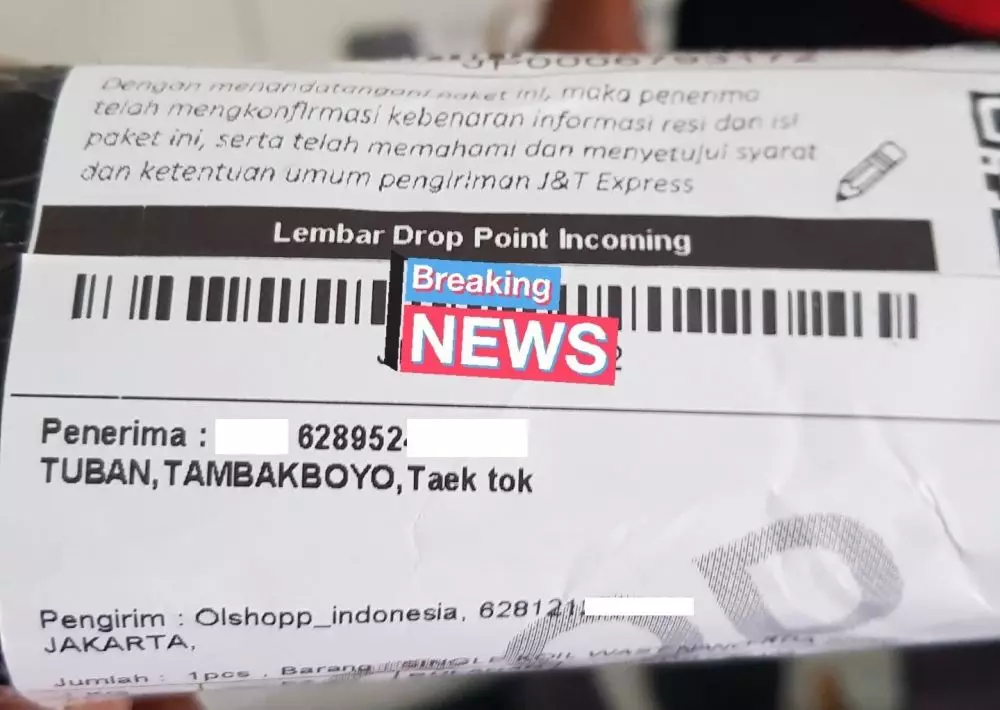 Dengan menandatangani paket ini, maka penerima
telah mengkonfirmasi kebenaran informasi resi dan isi
paket ini, serta telah memahami dan menyetujui syarat
dan ketentuan umum pengiriman J&T Express
Lembar Drop Point Incoming
Breaking
NEWS
Penerima : 628952
TUBAN,TAMBAKBOYO,Taek tok
Pengirim : Olshopp_indonesia, 628121
JAKARTA,
Jumlah : 1pcs , Barang